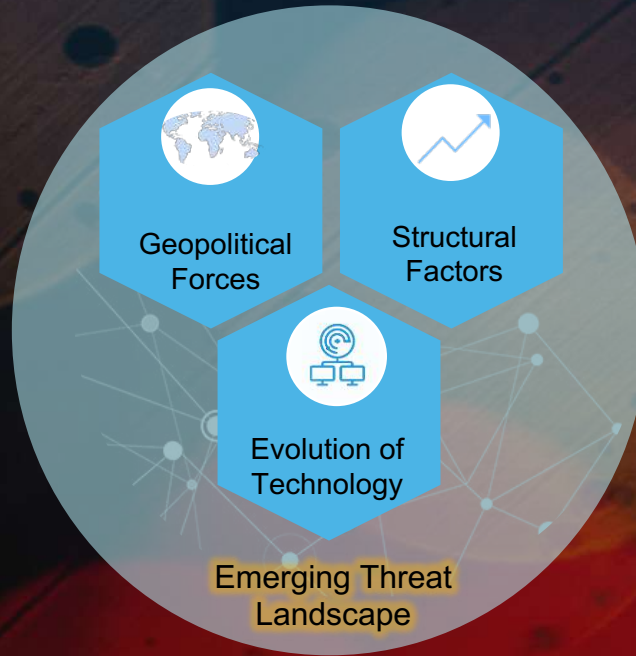 Geopolitical
Forces
Structural
Factors
Evolution of
Technology
Emerging Threat
Landscape